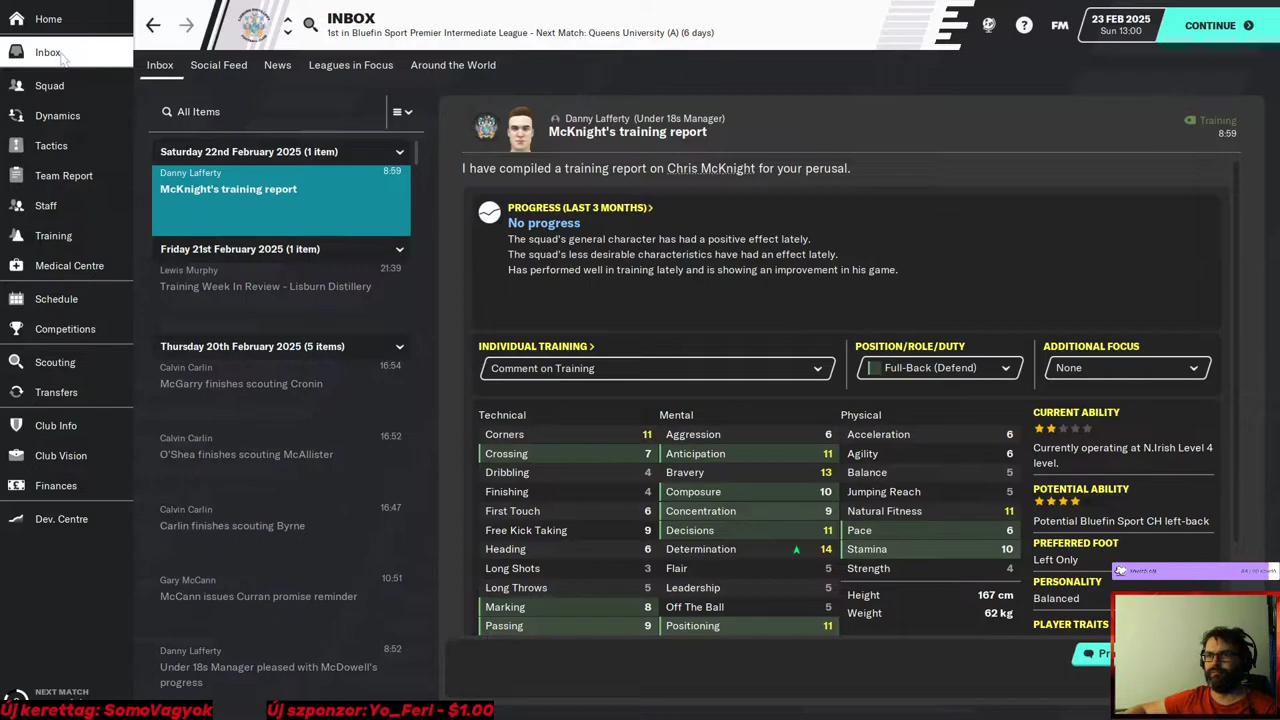 Home
INBOX
1st in Bluefin Sport Premier Intermediate League - Next Match: Queens University (A) (6 days)
FM
23 FEB 2025
Sun 13:00
CONTINUE
Inbox
Squad
Dynamics
Tactics
Team Report
Staff
Training
Medical Centre
Schedule
Competitions
Scouting
Transfers
Club Info
Club Vision
Finances
Dev. Centre
NEXT MATCH
Inbox
Social Feed
News
Leagues in Focus
Around the World
All Items
Saturday 22nd February 2025 (1 item)
Danny Lafferty 8:59
McKnight's training report
Friday 21st February 2025 (1 item)
Lewis Murphy 21:39
Training Week In Review - Lisburn Distillery
Thursday 20th February 2025 (5 items)
Calvin Carlin 16:54
McGarry finishes scouting Cronin
Calvin Carlin 16:52
O'Shea finishes scouting McAllister
Calvin Carlin 16:47
Carlin finishes scouting Byrne
Gary McCann 10:51
McCann issues Curran promise reminder
Danny Lafferty 8:52
Under 18s Manager pleased with McDowell's
progress
Danny Lafferty (Under 18s Manager)
McKnight's training report
Training
8:59
I have compiled a training report on Chris McKnight for your perusal.
PROGRESS (LAST 3 MONTHS)
No progress
The squad's general character has had a positive effect lately.
The squad's less desirable characteristics have had an effect lately.
Has performed well in training lately and is showing an improvement in his game.
INDIVIDUAL TRAINING
Comment on Training
POSITION/ROLE/DUTY
Full-Back (Defend)
ADDITIONAL FOCUS
None
Technical
Corners 11
Crossing 7
Dribbling 4
Finishing 4
First Touch 6
Free Kick Taking 9
Heading 6
Long Shots 3
Long Throws 5
Marking 8
Passing 9
Mental
Aggression 6
Anticipation 11
Bravery 13
Composure 10
Concentration 9
Decisions 11
Determination 14
Flair 5
Leadership 5
Off The Ball 5
Positioning 11
Physical
Acceleration 6
Agility 6
Balance 5
Jumping Reach 5
Natural Fitness 11
Pace 6
Stamina 10
Strength 4
Height 167 cm
Weight 62 kg
CURRENT ABILITY
Currently operating at N.Irish Level 4
level.
POTENTIAL ABILITY
Potential Bluefin Sport CH left-back
PREFERRED FOOT
Left Only
PERSONALITY
Balanced
PLAYER TRAITS
Új kerettag: SomoVagyok
Új szponzor: Yo_Feri - $1.00